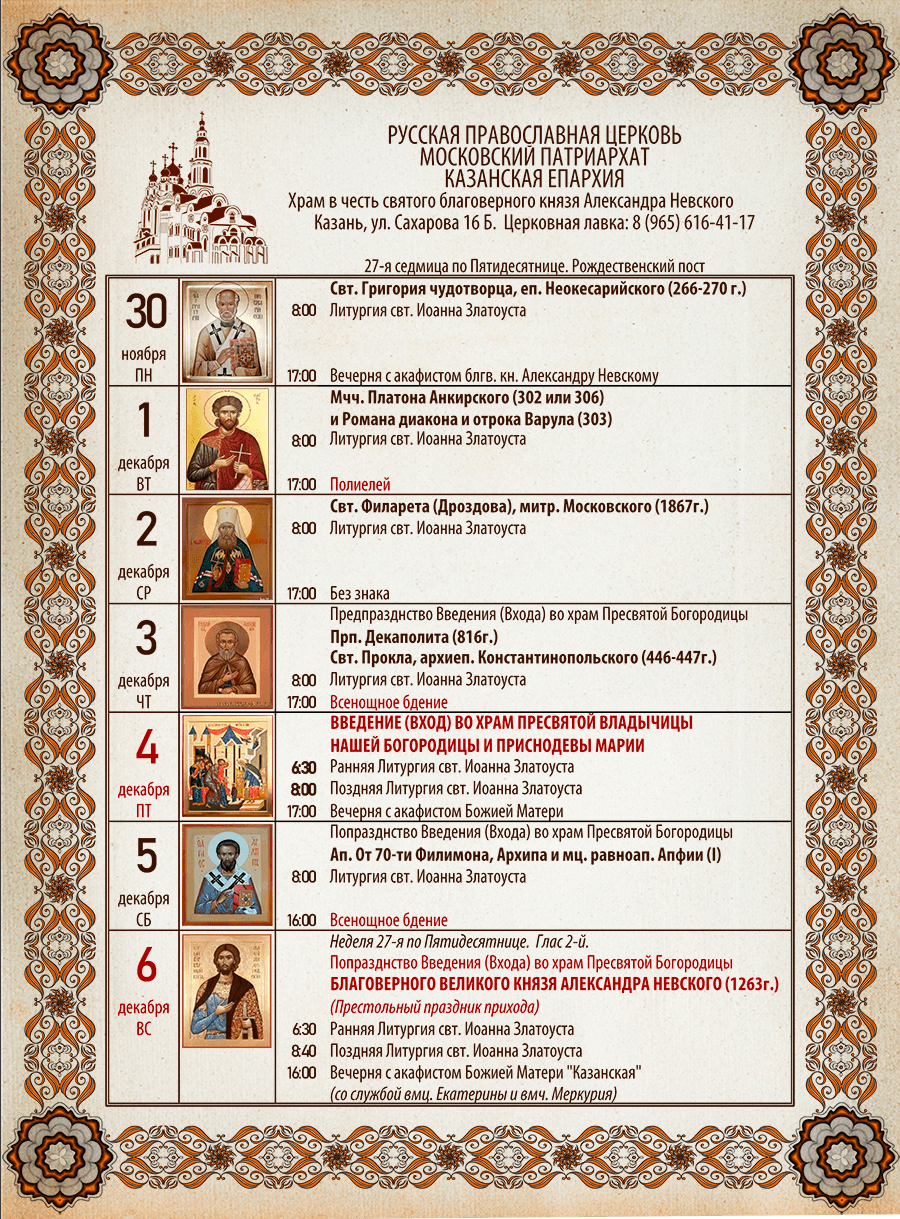 РУССКАЯ ПРАВОСЛАВНАЯ ЦЕРКОВЬ
МОСКОВСКИЙ ПАТРИАРХАТ
КАЗАНСКАЯ ЕПАРХИЯ
Храм в честь святого благоверного князя Александра Невского
Казань, ул. Сахарова 16 Б. Церковная лавка: 8 (965) 616-41-17
27-я седмица по Пятидесятнице. Рождественский пост
30
ноября
ПН
Свт. Григория чудотворца, еп. Неокесарийского (266-270 г.)
8:00 Литургия свт. Иоанна Златоуста
17:00 Вечерня с акафистом блгв. кн. Александру Невскому
1
декабря
ВТ
Мчч. Платона Анкирского (302 или 306)
и Романа диакона и отрока Варула (303)
8:00 Литургия свт. Иоанна Златоуста
17:00 Полиелей
2
декабря
СР
Свт. Филарета (Дроздова), митр. Московского (1867г.)
8:00 Литургия свт. Иоанна Златоуста
17:00 Без знака
3
декабря
ЧТ
Предпразднство Введения (Входа) во храм Пресвятой Богородицы
Прп. Декаполита (816г.)
Свт. Прокла, архиеп. Константинопольского (446-447г.)
8:00 Литургия свт. Иоанна Златоуста
17:00 Всенощное бдение
4
декабря
ПТ
ВВЕДЕНИЕ (ВХОД) ВО ХРАМ ПРЕСВЯТОЙ ВЛАДЫЧИЦЫ
НАШЕЙ БОГОРОДИЦЫ И ПРИСНОДЕВЫ МАРИИ
6:30 Ранняя Литургия свт. Иоанна Златоуста
8:00 Поздняя Литургия свт. Иоанна Златоуста
17:00 Вечерня с акафистом Божией Матери
5
декабря
СБ
Попразднство Введения (Входа) во храм Пресвятой Богородицы
Ап. От 70-ти Филимона, Архипа и мц. равноап. Апфии (I)
8:00 Литургия свт. Иоанна Златоуста
16:00 Всенощное бдение
6
декабря
ВС
Неделя 27-я по Пятидесятнице. Глас 2-й.
Попразднство Введения (Входа) во храм Пресвятой Богородицы
БЛАГОВЕРНОГО ВЕЛИКОГО КНЯЗЯ АЛЕКСАНДРА НЕВСКОГО (1263г.)
(Престольный праздник прихода)
6:30 Ранняя Литургия свт. Иоанна Златоуста
8:40 Поздняя Литургия свт. Иоанна Златоуста
16:00 Вечерня с акафистом Божией Матери "Казанская"
(со службой вмц. Екатерины и вмч. Меркурия)